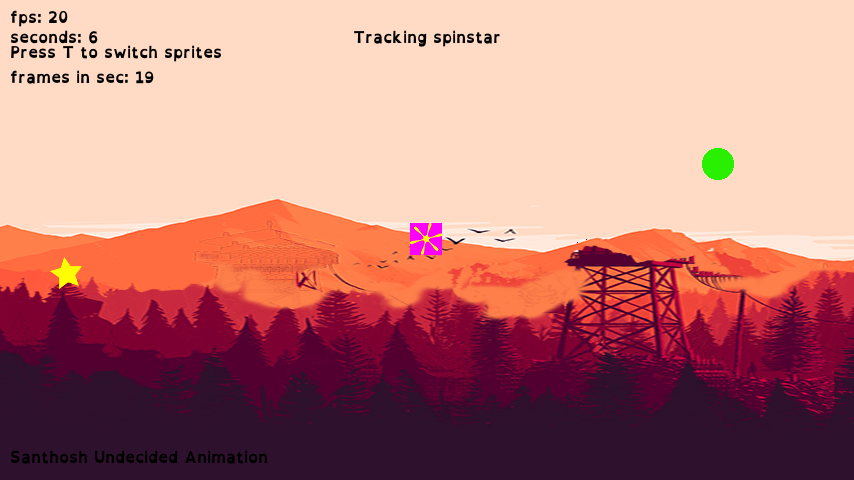 fps: 20
seconds: 6
Tracking spinstar
Press T to switch sprites
frames in sec: 19
Santhosh Undecided Animation